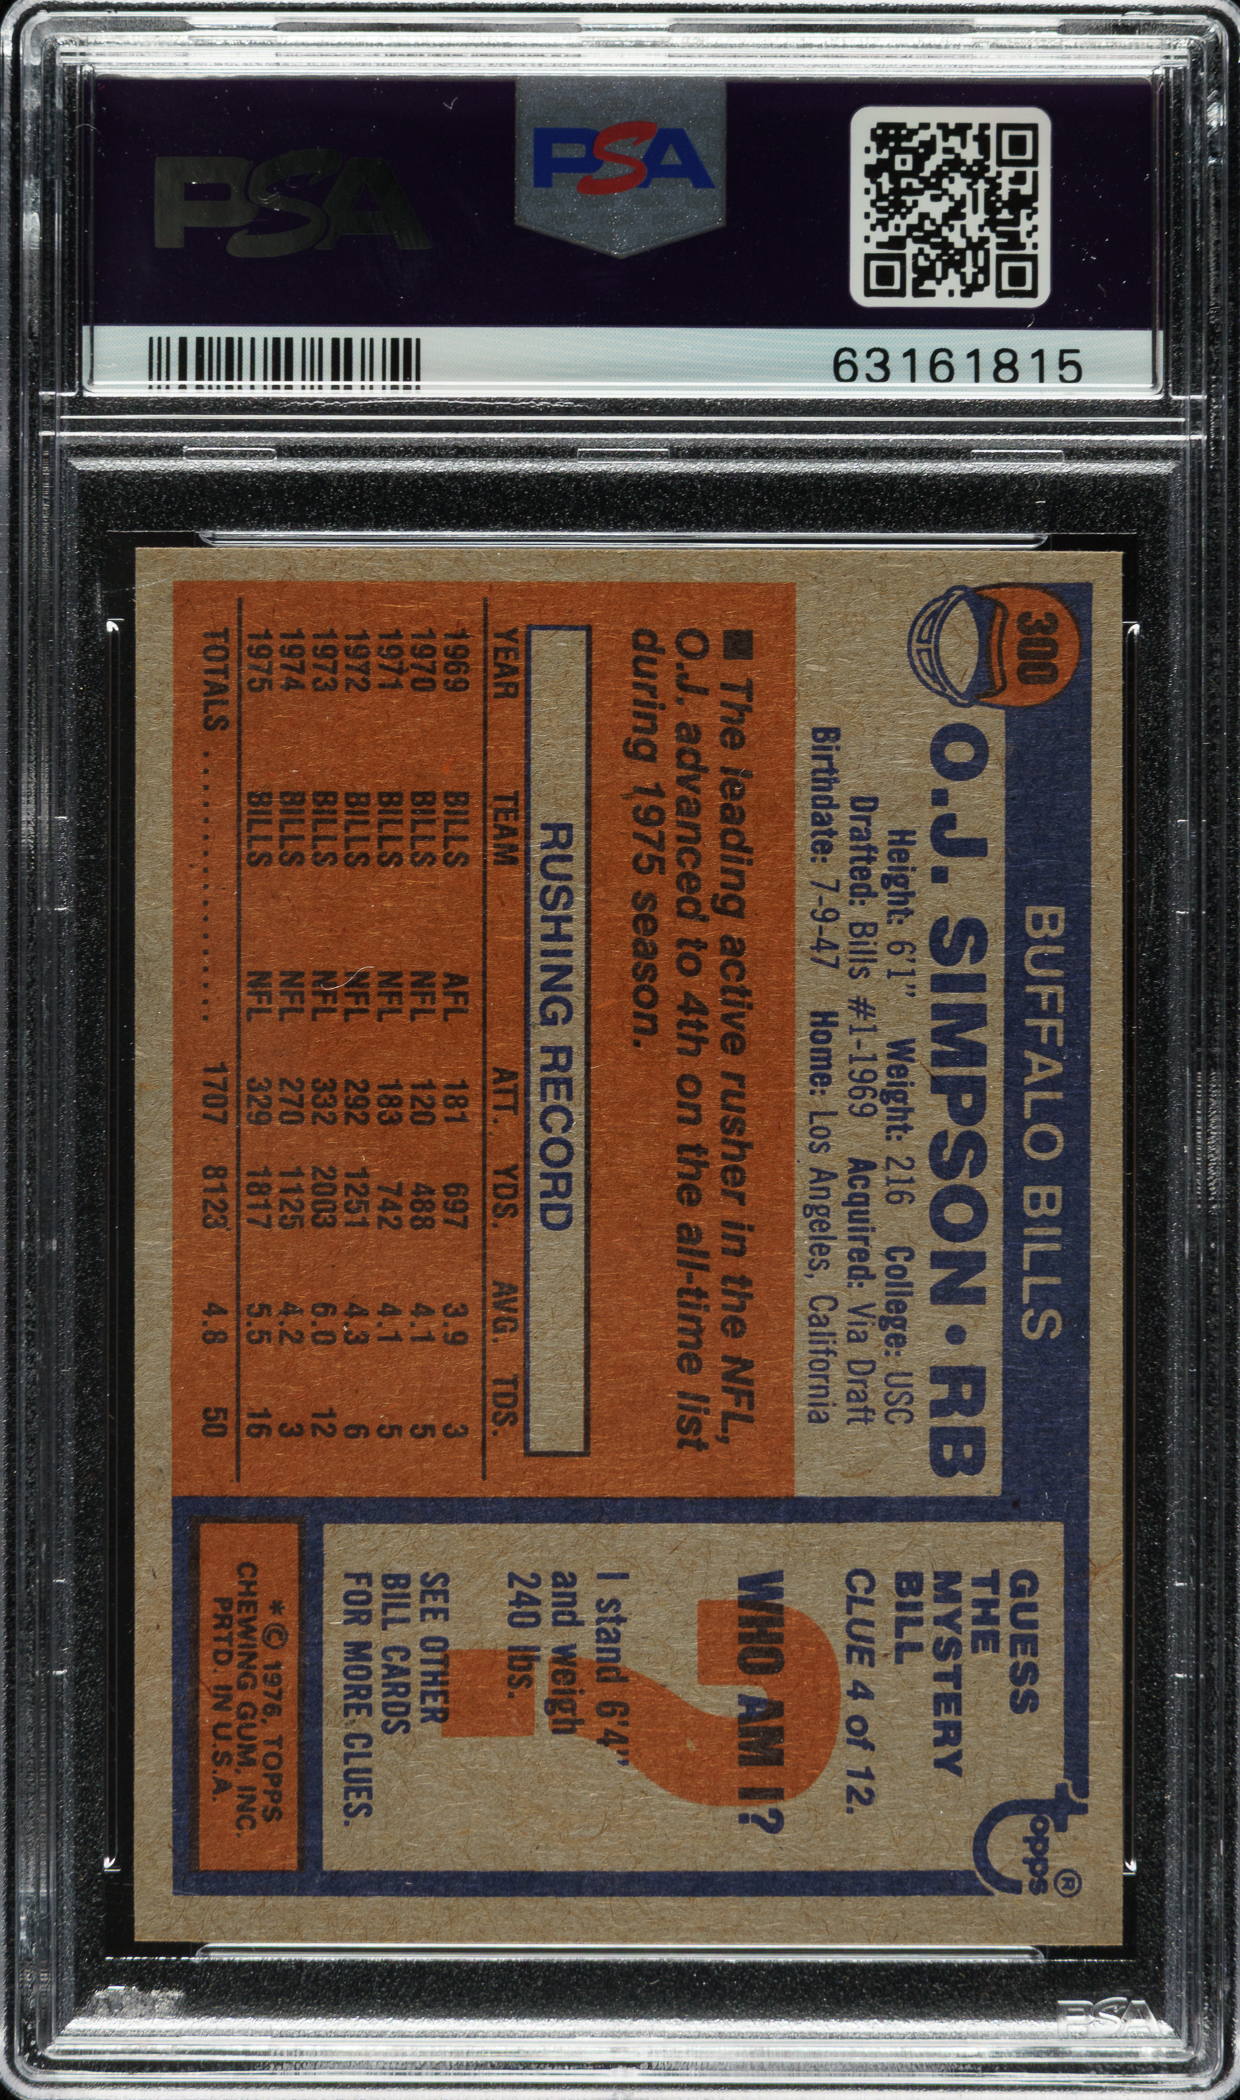 PSA
PSA
63161815
300
BUFFALO BILLS
O.J. SIMPSON • RB
Height: 6'1" Weight: 216 College: USC
Drafted: Bills #1-1969 Acquired: Via Draft
Birthdate: 7-9-47 Home: Los Angeles, California
■ The leading active rusher in the NFL,
O.J. advanced to 4th on the all-time list
during 1975 season.
RUSHING RECORD
YEAR TEAM ATT. YDS. AVG. TDS.
1969 BILLS AFL 181 697 3.9 3
1970 BILLS NFL 120 488 4.1 5
1971 BILLS NFL 183 742 4.1 5
1972 BILLS NFL 292 1251 4.3 6
1973 BILLS NFL 332 2003 6.0 12
1974 BILLS NFL 270 1125 4.2 3
1975 BILLS NFL 329 1817 5.5 16
TOTALS .................. 1707 8123 4.8 50
Topps®
GUESS
THE
MYSTERY
BILL
CLUE 4 of 12.
WHO AM I?
I stand 6'4"
and weigh
240 lbs.
SEE OTHER
BILL CARDS
FOR MORE CLUES.
* © 1976, TOPPS
CHEWING GUM, INC.
PRTD. IN U.S.A.
PSA